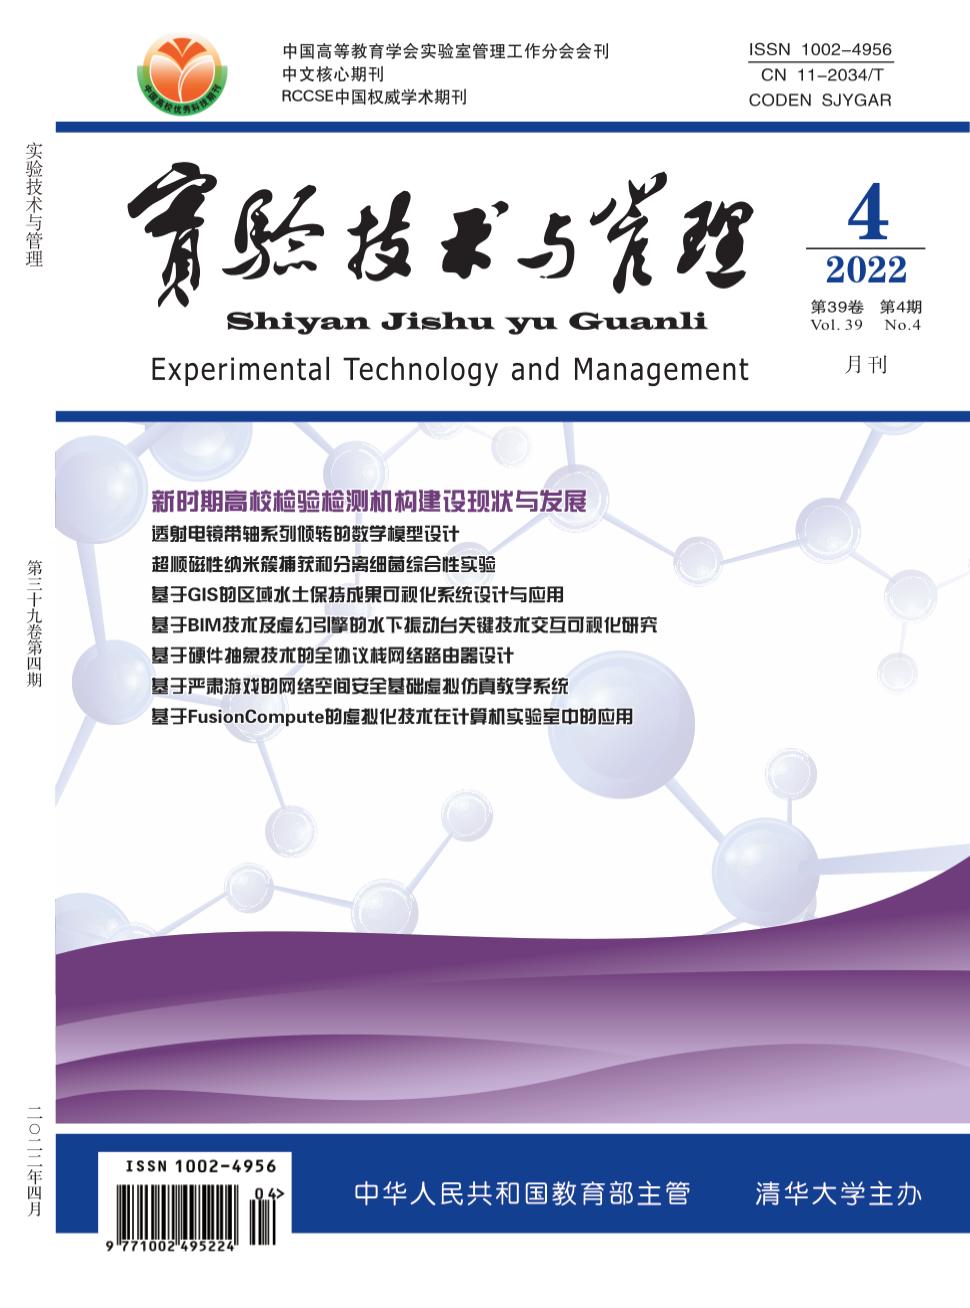 中国高等教育学会实验室管理工作分会会刊
中文核心期刊
RCCSE中国权威学术期刊
ISSN 1002-4956
CN 11-2034/T
CODEN SJYGAR
中国高校优秀科技期刊
实验技术与管理
實驗技术与管理
Shiyan Jishu yu Guanli
Experimental Technology and Management
4
2022
第39卷 第4期
Vol. 39 No.4
月刊
新时期高校检验检测机构建设现状与发展
透射电镜带轴系列倾转的数学模型设计
超顺磁性纳米簇捕获和分离细菌综合性实验
基于GIS的区域水土保持成果可视化系统设计与应用
基于BIM技术及虚幻引擎的水下振动台关键技术交互可视化研究
基于硬件抽象技术的全协议栈网络路由器设计
基于严肃游戏的网络空间安全基础虚拟仿真教学系统
基于FusionCompute的虚拟化技术在计算机实验室中的应用
第三十九卷第四期
二〇二二年四月
ISSN 1002-4956
04>
9 771002 495224
中华人民共和国教育部主管 清华大学主办